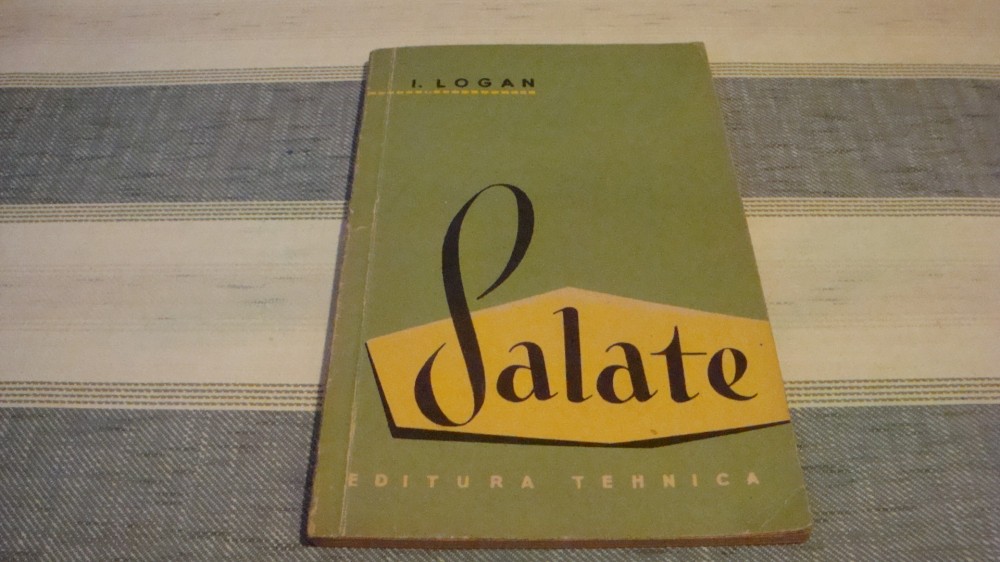 I. LOGAN
Salate
EDITURA TEHNICA